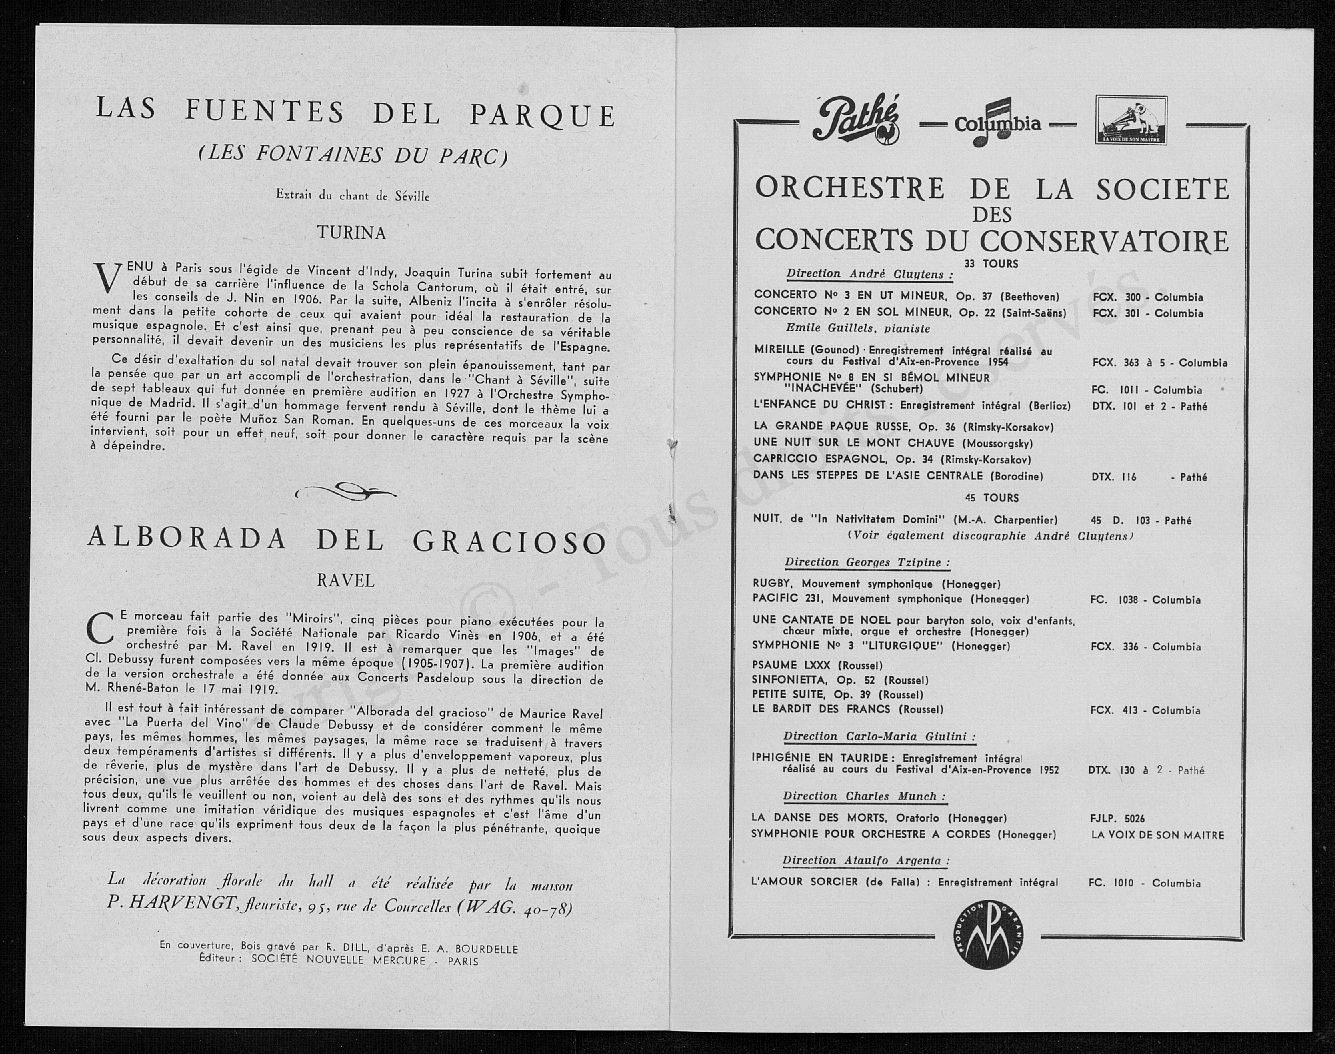 LAS FUENTES DEL PARQUE
(LES FONTAINES DU PARC)
Extrait du chant de Séville
TURINA
VENU à Paris sous l'égide de Vincent d'Indy, Joaquin Turina subit fortement au
début de sa carrière l'influence de la Schola Cantorum, où il était entré, sur
les conseils de J. Nin en 1906. Par la suite, Albeniz l'incita à s'enrôler résolu-
ment dans la petite cohorte de ceux qui avaient pour idéal la restauration de la
musique espagnole. Et c'est ainsi que, prenant peu à peu conscience de sa véritable
personnalité, il devait devenir un des musiciens les plus représentatifs de l'Espagne.
Ce désir d'exaltation du sol natal devait trouver son plein épanouissement, tant par
la pensée que par un art accompli de l'orchestration, dans le "Chant à Séville", suite
de sept tableaux qui fut donnée en première audition en 1927 à l'Orchestre Sympho-
nique de Madrid. Il s'agit d'un hommage fervent rendu à Séville, dont le thème lui a
été fourni par le poète Muñoz San Roman. En quelques-uns de ces morceaux la voix
intervient, soit pour un effet neuf, soit pour donner le caractère requis par la scène
à dépeindre.
ALBORADA DEL GRACIOSO
RAVEL
CE morceau fait partie des "Miroirs", cinq pièces pour piano exécutées pour la
première fois à la Société Nationale par Ricardo Vinès en 1906, et a été
orchestré par M. Ravel en 1919. Il est à remarquer que les "Images" de
Cl. Debussy furent composées vers la même époque (1905-1907). La première audition
de la version orchestrale a été donnée aux Concerts Pasdeloup sous la direction de
M. Rhené-Baton le 17 mai 1919.
Il est tout à fait intéressant de comparer "Alborada del gracioso" de Maurice Ravel
avec "La Puerta del Vino" de Claude Debussy et de considérer comment le même
pays, les mêmes hommes, les mêmes paysages, la même race se traduisent à travers
deux tempéraments d'artistes si différents. Il y a plus d'enveloppement vaporeux, plus
de rêverie, plus de mystère dans l'art de Debussy. Il y a plus de netteté, plus de
précision, une vue plus arrêtée des hommes et des choses dans l'art de Ravel. Mais
tous deux, qu'ils le veuillent ou non, voient au delà des sons et des rythmes qu'ils nous
livrent comme une imitation véridique des musiques espagnoles et c'est l'âme d'un
pays et d'une race qu'ils expriment tous deux de la façon la plus pénétrante, quoique
sous deux aspects divers.
La décoration florale du hall a été réalisée par la maison
P. HARVENGT, fleuriste, 95, rue de Courcelles (WAG. 40-78)
En couverture, Bois gravé par R. DILL, d'après E. A. BOURDELLE
Éditeur : SOCIÉTÉ NOUVELLE MERCURE - PARIS
Pathé Columbia LA VOIX DE SON MAITRE
ORCHESTRE DE LA SOCIETE
DES
CONCERTS DU CONSERVATOIRE
33 TOURS
Direction André Cluytens :
CONCERTO No 3 EN UT MINEUR, Op. 37 (Beethoven) FCX. 300 - Columbia
CONCERTO No 2 EN SOL MINEUR, Op. 22 (Saint-Saëns) FCX. 301 - Columbia
Emile Guillels, pianiste
MIREILLE (Gounod) · Enregistrement intégral réalisé au
cours du Festival d'Aix-en-Provence 1954 FCX. 363 à 5 - Columbia
SYMPHONIE No 8 EN SI BÉMOL MINEUR
"INACHEVÉE" (Schubert) FC. 1011 - Columbia
L'ENFANCE DU CHRIST : Enregistrement intégral (Berlioz) DTX. 101 et 2 - Pathé
LA GRANDE PAQUE RUSSE, Op. 36 (Rimsky-Korsakov)
UNE NUIT SUR LE MONT CHAUVE (Moussorgsky)
CAPRICCIO ESPAGNOL, Op. 34 (Rimsky-Korsakov)
DANS LES STEPPES DE L'ASIE CENTRALE (Borodine) DTX. 116 - Pathé
45 TOURS
NUIT, de "In Nativitatem Domini" (M.-A. Charpentier) 45 D. 103 - Pathé
(Voir également discographie André Cluytens)
Direction Georges Tzipine :
RUGBY, Mouvement symphonique (Honegger)
PACIFIC 231, Mouvement symphonique (Honegger) FC. 1038 - Columbia
UNE CANTATE DE NOEL pour baryton solo, voix d'enfants,
chœur mixte, orgue et orchestre (Honegger)
SYMPHONIE No 3 "LITURGIQUE" (Honegger) FCX. 336 - Columbia
PSAUME LXXX (Roussel)
SINFONIETTA, Op. 52 (Roussel)
PETITE SUITE, Op. 39 (Roussel)
LE BARDIT DES FRANCS (Roussel) FCX. 413 - Columbia
Direction Carlo-Maria Giulini :
IPHIGÉNIE EN TAURIDE : Enregistrement intégral
réalisé au cours du Festival d'Aix-en-Provence 1952 DTX. 130 à 2 - Pathé
Direction Charles Munch :
LA DANSE DES MORTS, Oratorio (Honegger) FJLP. 5026
SYMPHONIE POUR ORCHESTRE A CORDES (Honegger) LA VOIX DE SON MAITRE
Direction Ataulfo Argenta :
L'AMOUR SORCIER (de Falla) : Enregistrement intégral FC. 1010 - Columbia
PRODUCTION GARANTIE
PM
Copyright © - Tous droits réservés.